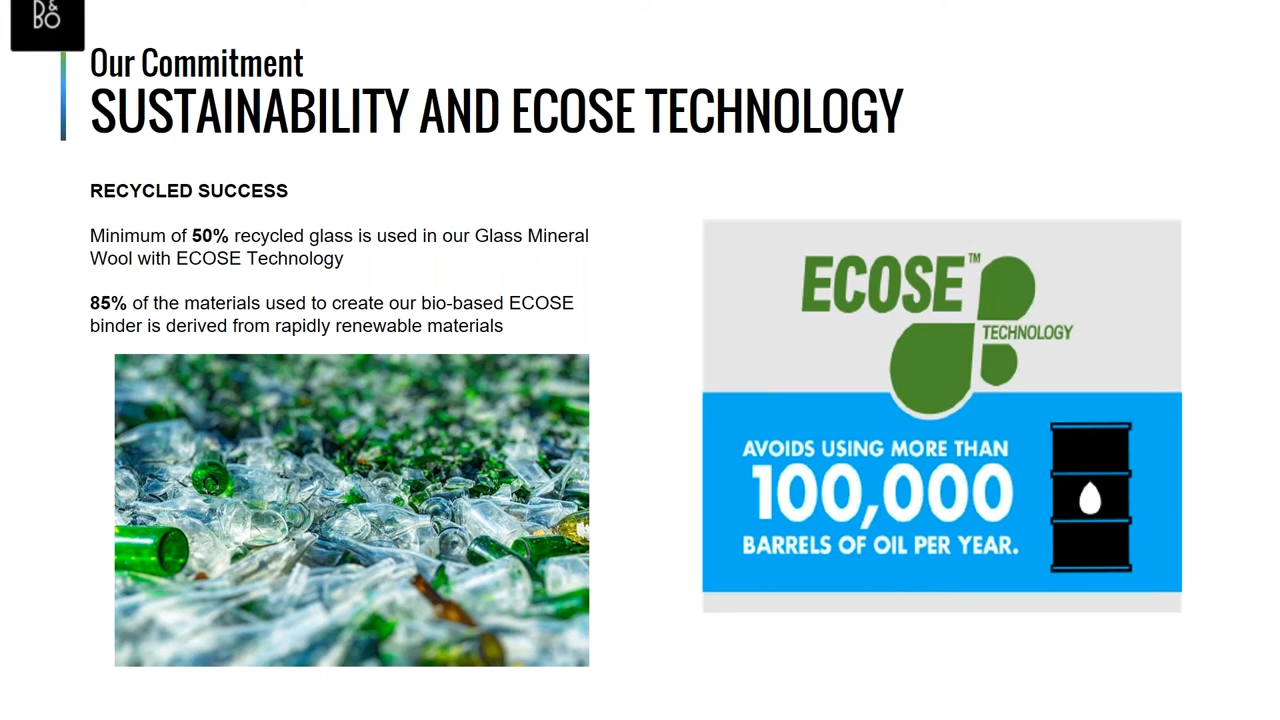 B&
BO
Our Commitment
SUSTAINABILITY AND ECOSE TECHNOLOGY
RECYCLED SUCCESS
Minimum of 50% recycled glass is used in our Glass Mineral
Wool with ECOSE Technology
85% of the materials used to create our bio-based ECOSE
binder is derived from rapidly renewable materials
ECOSE™
TECHNOLOGY
AVOIDS USING MORE THAN
100,000
BARRELS OF OIL PER YEAR.